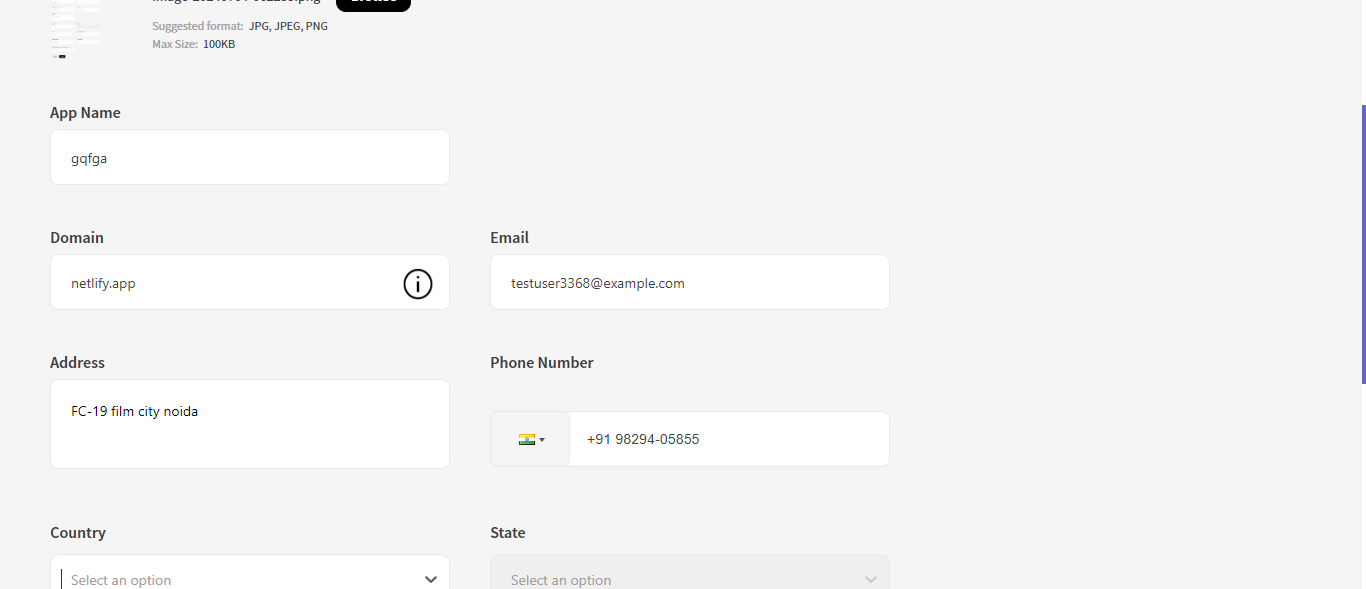 Suggested format: JPG, JPEG, PNG
Max Size: 100KB
App Name
gqfga
Domain
Email
netlify.app
testuser3368@example.com
Address
Phone Number
FC-19 film city noida
+91 98294-05855
Country
State
Select an option
Select an option